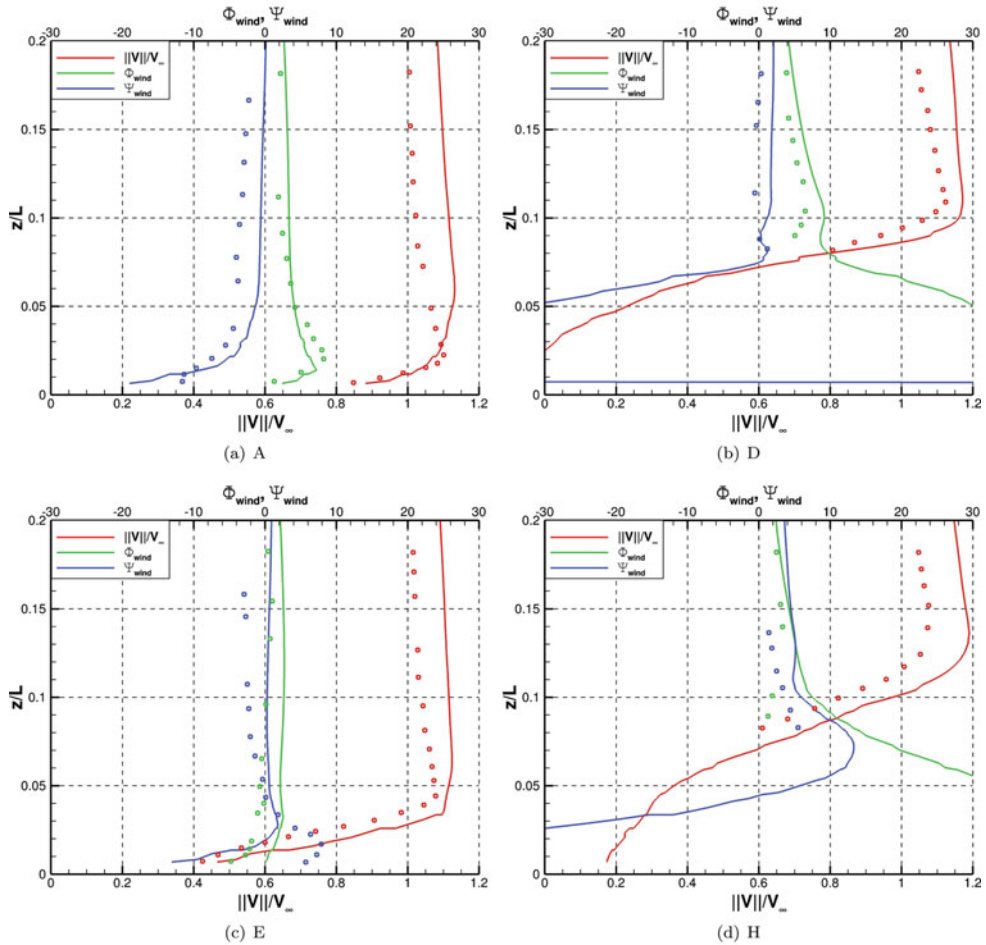 Φwind, Ψwind
-30 -20 -10 0 10 20 30
0.2
0.15
0.1
0.05
0
z/L
||V||/V∞
Φwind
Ψwind
0 0.2 0.4 0.6 0.8 1 1.2
||V||/V∞
(a) A
Φwind, Ψwind
-30 -20 -10 0 10 20 30
0.2
0.15
0.1
0.05
0
z/L
||V||/V∞
Φwind
Ψwind
0 0.2 0.4 0.6 0.8 1 1.2
||V||/V∞
(b) D
Φwind, Ψwind
-30 -20 -10 0 10 20 30
0.2
0.15
0.1
0.05
0
z/L
||V||/V∞
Φwind
Ψwind
0 0.2 0.4 0.6 0.8 1 1.2
||V||/V∞
(c) E
Φwind, Ψwind
-30 -20 -10 0 10 20 30
0.2
0.15
0.1
0.05
0
z/L
||V||/V∞
Φwind
Ψwind
0 0.2 0.4 0.6 0.8 1 1.2
||V||/V∞
(d) H